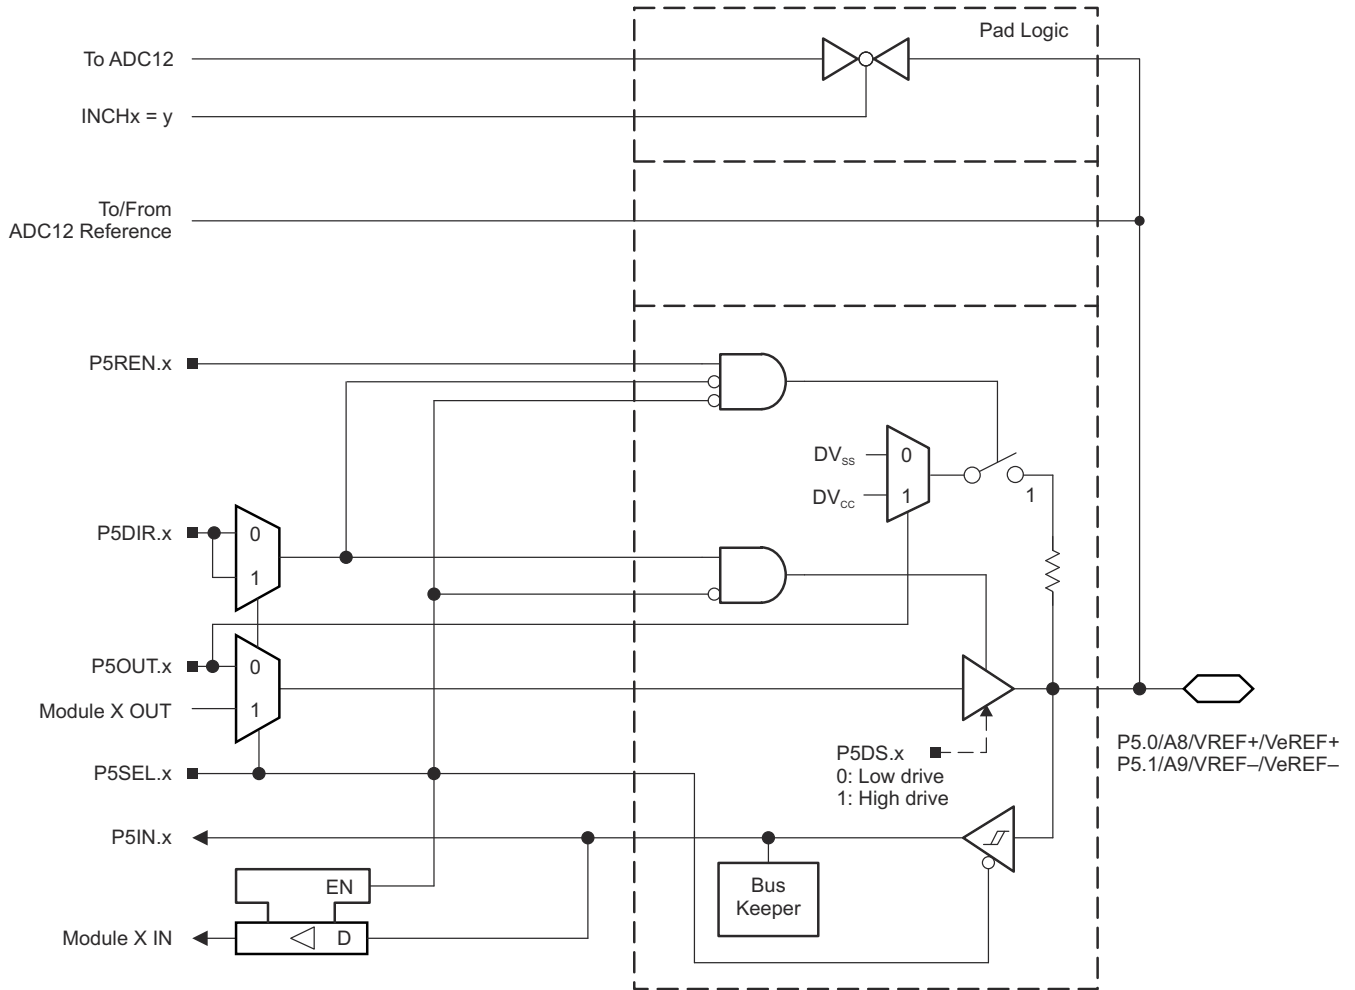 Pad Logic
To ADC12
INCHx = y
To/From
ADC12 Reference
P5REN.x
DVSS
0
DVCC
1
1
P5DIR.x
0
1
P5OUT.x
0
Module X OUT
1
P5SEL.x
P5DS.x
0: Low drive
1: High drive
P5.0/A8/VREF+/VeREF+
P5.1/A9/VREF–/VeREF–
P5IN.x
Bus
Keeper
EN
Module X IN
D